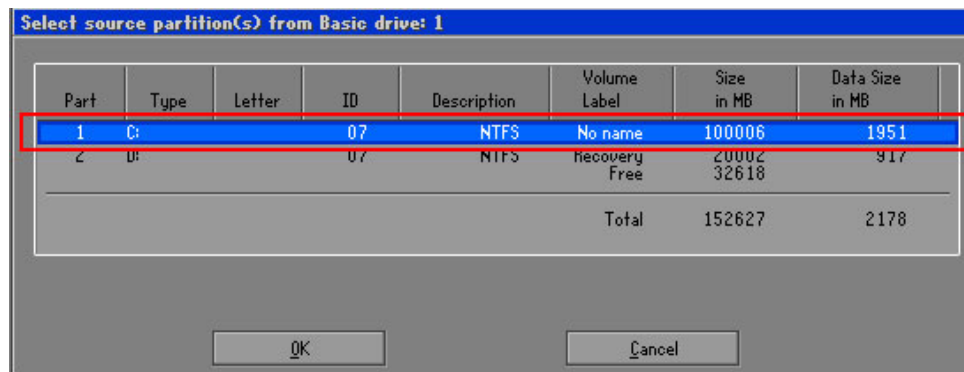 Select source partition(s) from Basic drive: 1
Part Type Letter ID Description Volume Label Size in MB Data Size in MB
1 C: 07 NTFS No name 100006 1951
2 D: 07 NTFS Recovery 20002 917
Free 32618
Total 152627 2178
OK Cancel